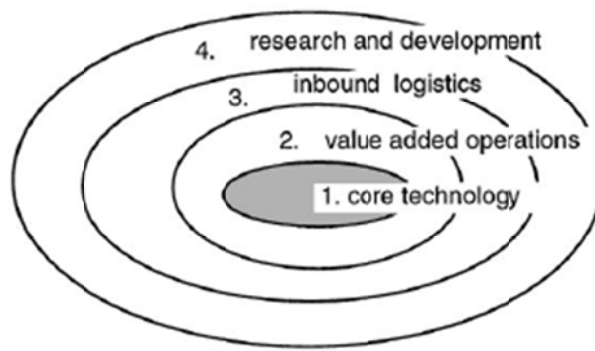 4. research and development
3. inbound logistics
2. value added operations
1. core technology